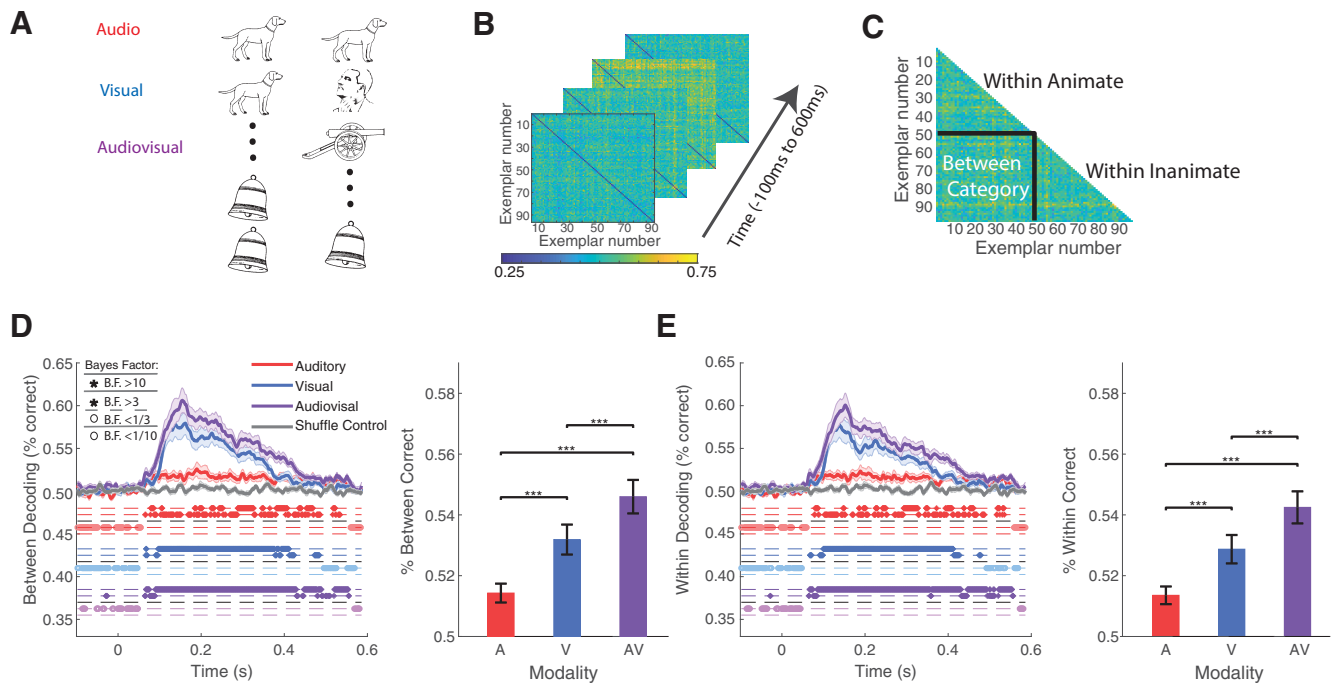 A
Audio
Visual
Audiovisual
B
Exemplar number
10
30
50
70
90
10 30 50 70 90
Exemplar number
0.25 0.75
Time (-100ms to 600ms)
C
Exemplar number
10
20
30
40
50
60
70
80
90
Within Animate
Within Inanimate
Between
Category
10 20 30 40 50 60 70 80 90
Exemplar number
D
Between Decoding (% correct)
0.65
0.60
0.55
0.50
0.45
0.40
0.35
Bayes Factor:
* B.F. >10
* B.F. >3
O B.F. <1/3
O B.F. <1/10
Auditory
Visual
Audiovisal
Shuffle Control
0 0.2 0.4 0.6
Time (s)
% Between Correct
0.58
0.56
0.54
0.52
0.5
***
***
***
A V AV
Modality
E
Within Decoding (% correct)
0.65
0.60
0.55
0.50
0.45
0.40
0.35
0 0.2 0.4 0.6
Time (s)
% Within Correct
0.58
0.56
0.54
0.52
0.5
***
***
***
A V AV
Modality